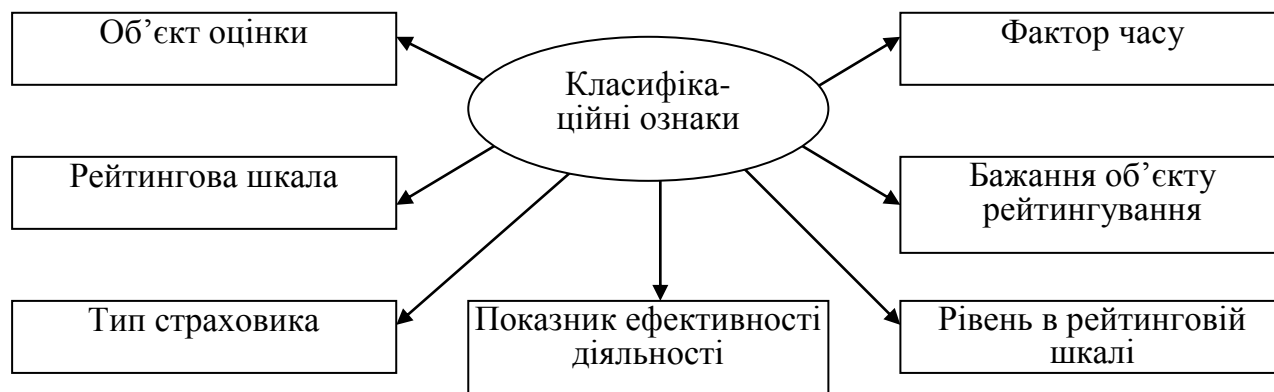 Об’єкт оцінки
Фактор часу
Класифіка-
ційні ознаки
Рейтингова шкала
Бажання об’єкту
рейтингування
Тип страховика
Показник ефективності
діяльності
Рівень в рейтинговій
шкалі